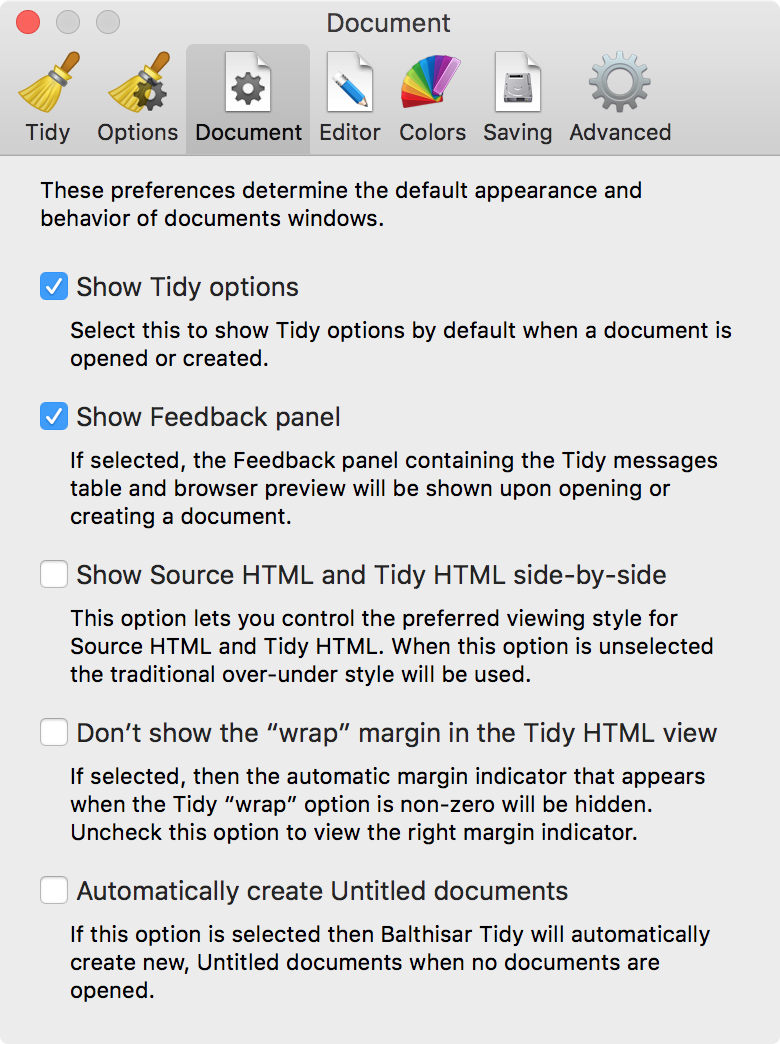 Document
Tidy Options Document Editor Colors Saving Advanced
These preferences determine the default appearance and
behavior of documents windows.
Show Tidy options
Select this to show Tidy options by default when a document is
opened or created.
Show Feedback panel
If selected, the Feedback panel containing the Tidy messages
table and browser preview will be shown upon opening or
creating a document.
Show Source HTML and Tidy HTML side-by-side
This option lets you control the preferred viewing style for
Source HTML and Tidy HTML. When this option is unselected
the traditional over-under style will be used.
Don’t show the “wrap” margin in the Tidy HTML view
If selected, then the automatic margin indicator that appears
when the Tidy “wrap” option is non-zero will be hidden.
Uncheck this option to view the right margin indicator.
Automatically create Untitled documents
If this option is selected then Balthisar Tidy will automatically
create new, Untitled documents when no documents are
opened.